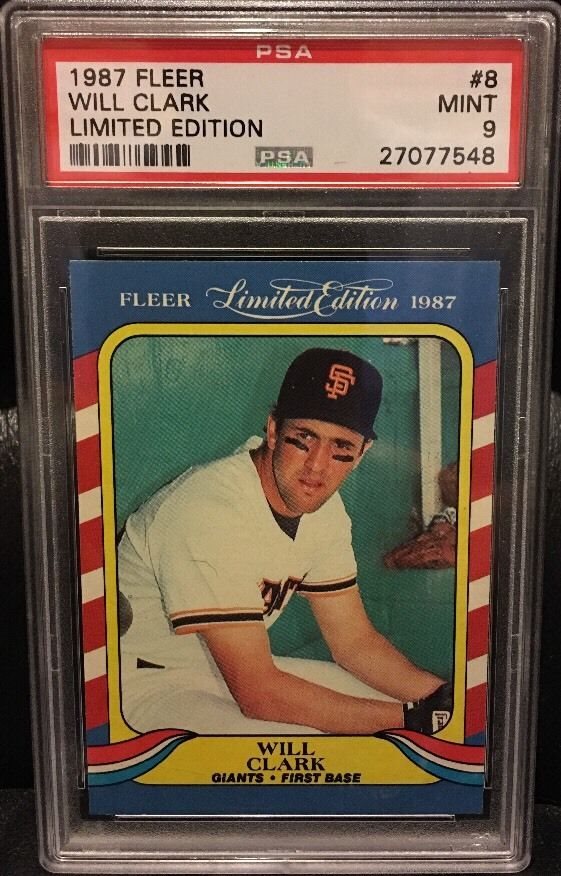 PSA
1987 FLEER #8
WILL CLARK MINT
LIMITED EDITION 9
PSA 27077548
FLEER Limited Edition 1987
SF
WILL
CLARK
GIANTS • FIRST BASE